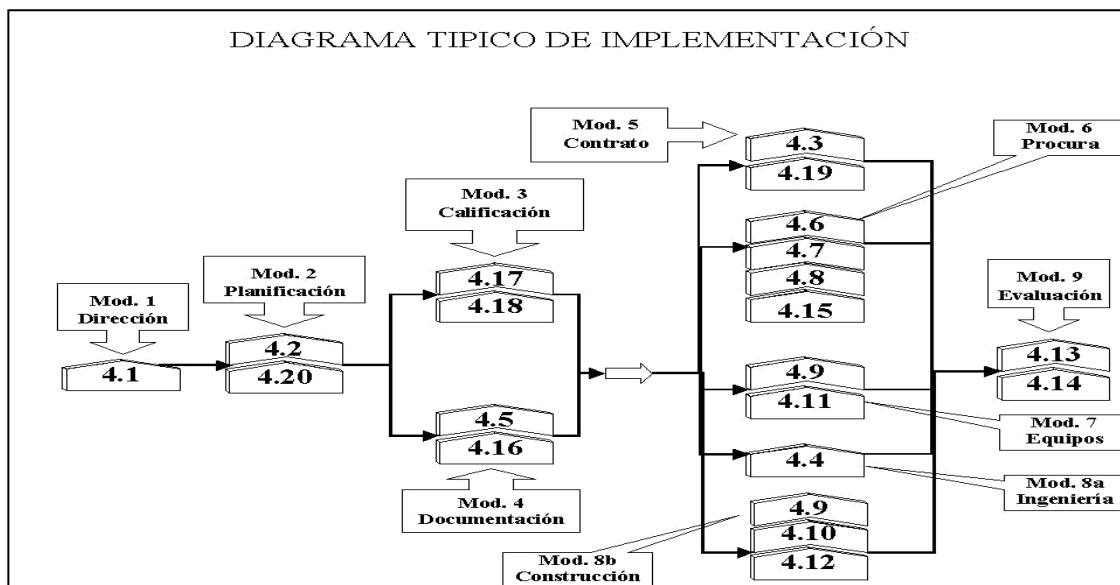 DIAGRAMA TIPICO DE IMPLEMENTACIÓN
Mod. 1
Dirección
4.1
Mod. 2
Planificación
4.2
4.20
Mod. 3
Calificación
4.17
4.18
4.5
4.16
Mod. 4
Documentación
Mod. 5
Contrato
4.3
4.19
Mod. 6
Procura
4.6
4.7
4.8
4.15
4.9
4.11
Mod. 7
Equipos
4.4
Mod. 8a
Ingeniería
4.9
4.10
4.12
Mod. 8b
Construcción
Mod. 9
Evaluación
4.13
4.14